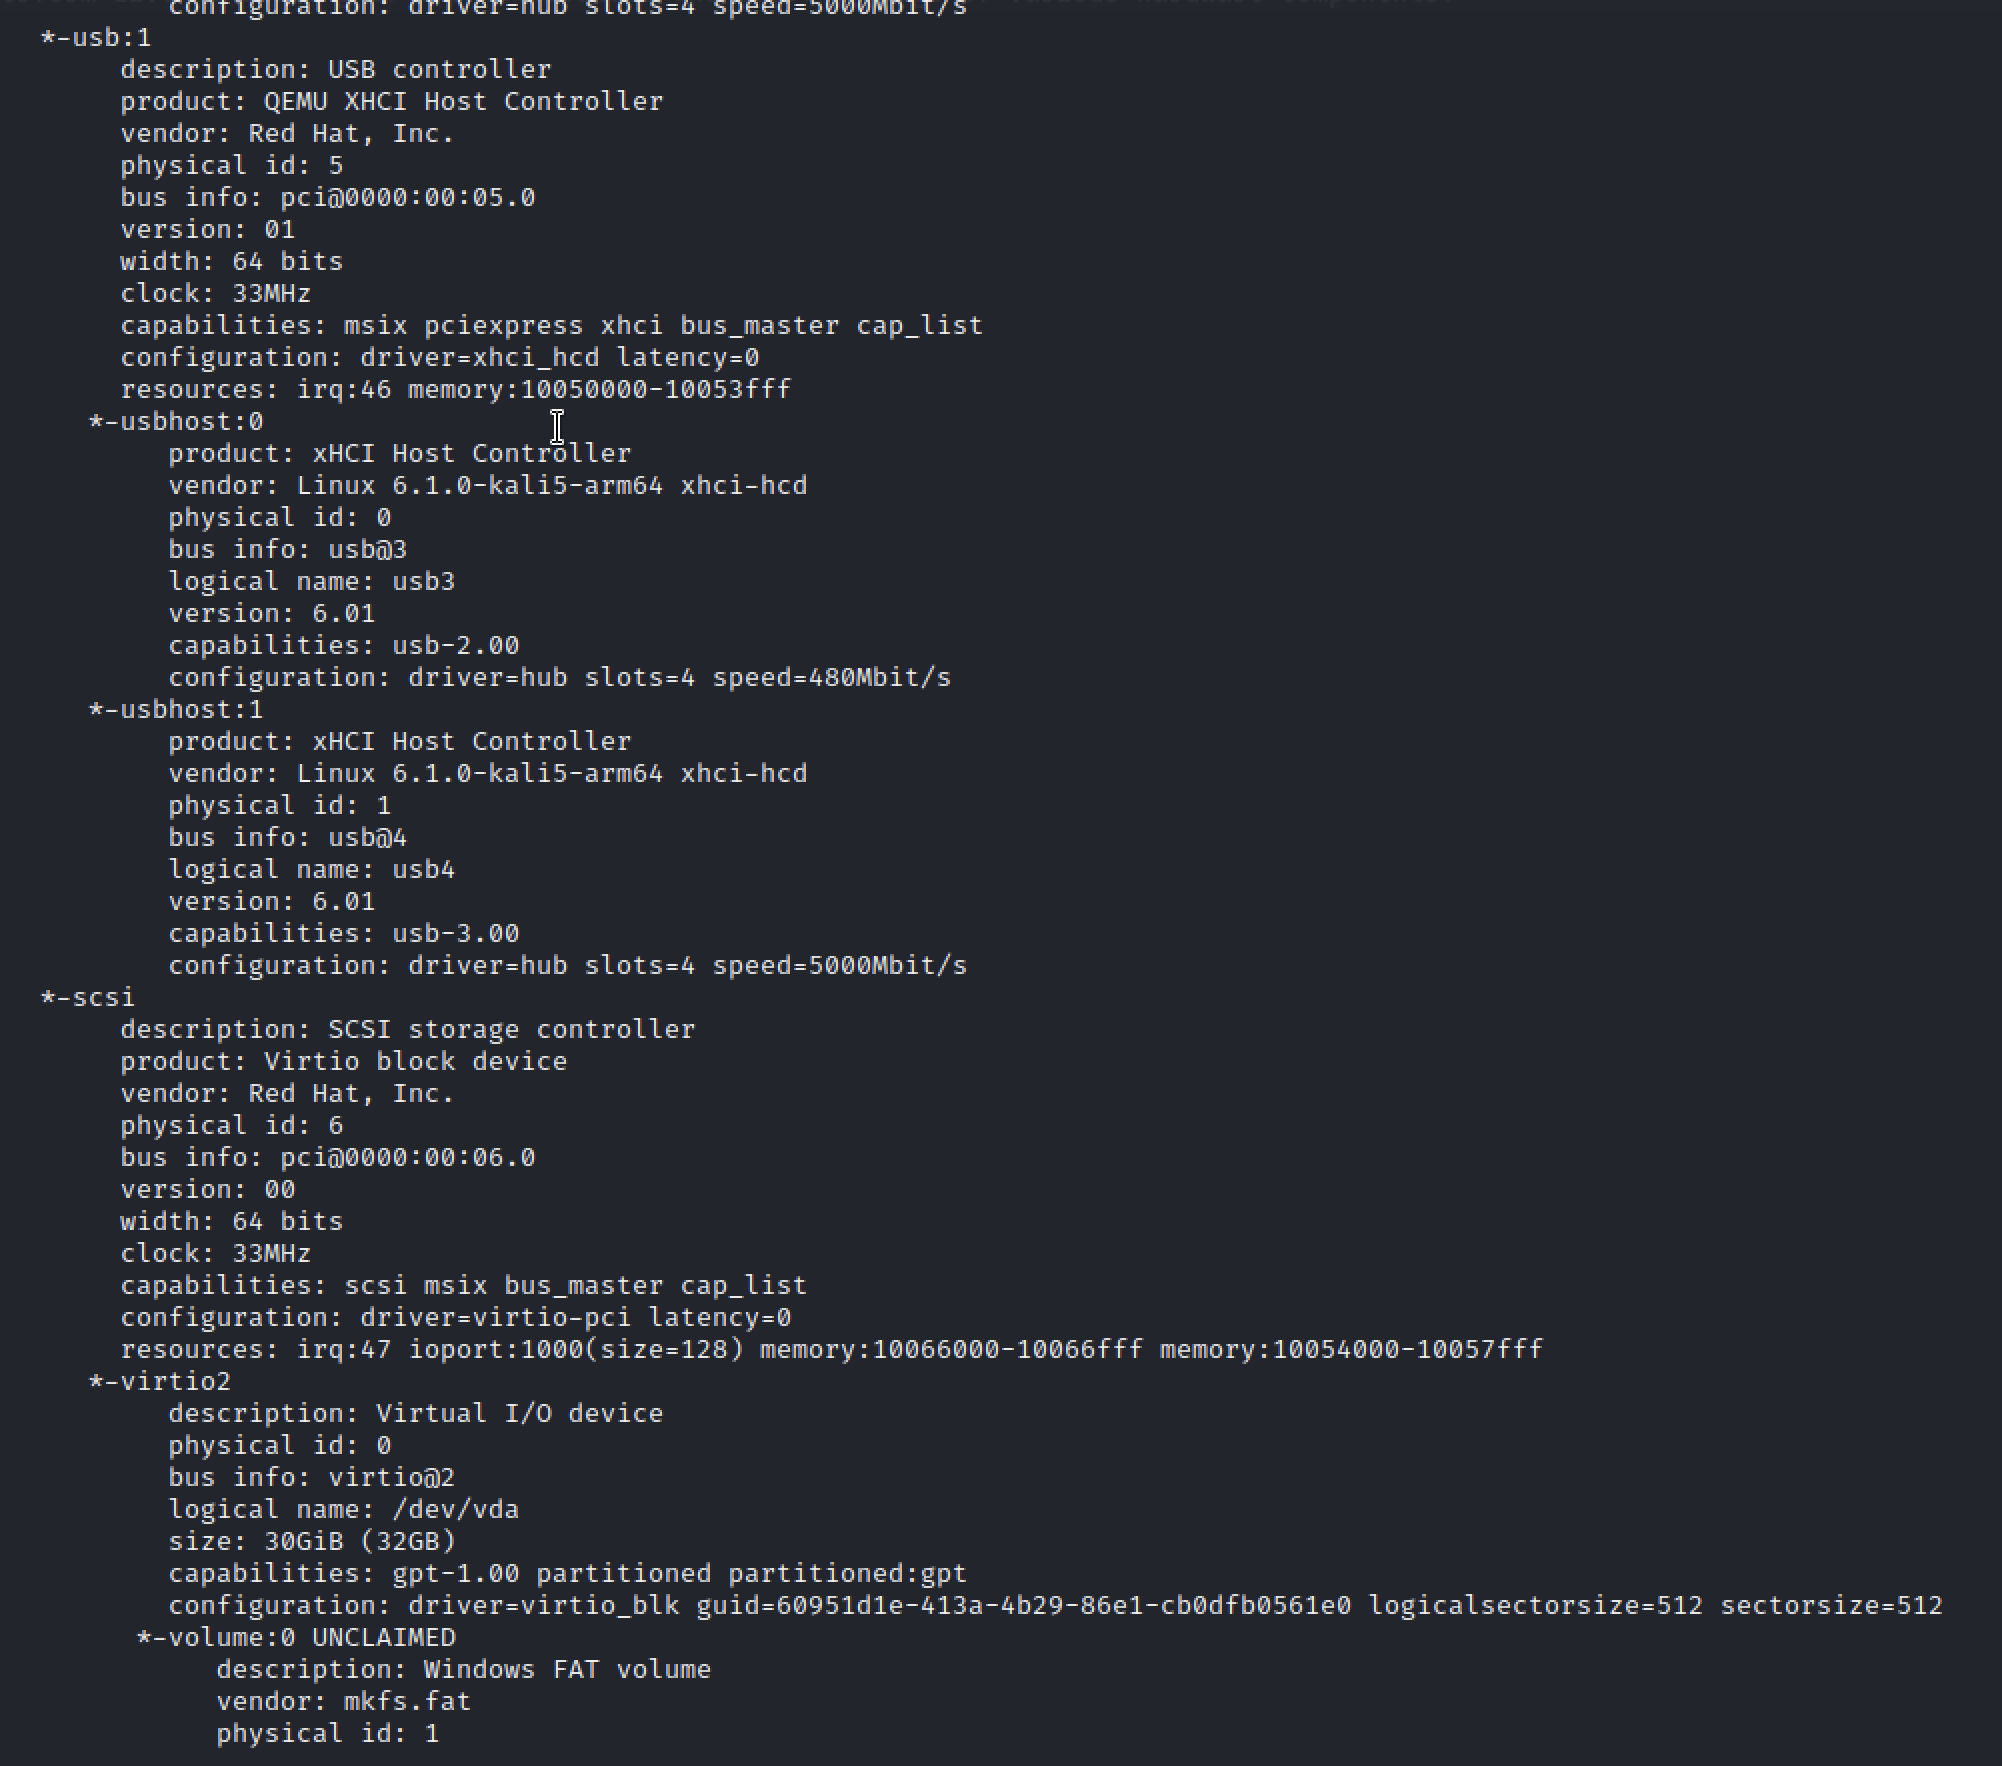 configuration: driver=hub slots=4 speed=5000Mbit/s
*-usb:1
description: USB controller
product: QEMU XHCI Host Controller
vendor: Red Hat, Inc.
physical id: 5
bus info: pci@0000:00:05.0
version: 01
width: 64 bits
clock: 33MHz
capabilities: msix pciexpress xhci bus_master cap_list
configuration: driver=xhci_hcd latency=0
resources: irq:46 memory:10050000-10053fff
*-usbhost:0
product: xHCI Host Controller
vendor: Linux 6.1.0-kali5-arm64 xhci-hcd
physical id: 0
bus info: usb@3
logical name: usb3
version: 6.01
capabilities: usb-2.00
configuration: driver=hub slots=4 speed=480Mbit/s
*-usbhost:1
product: xHCI Host Controller
vendor: Linux 6.1.0-kali5-arm64 xhci-hcd
physical id: 1
bus info: usb@4
logical name: usb4
version: 6.01
capabilities: usb-3.00
configuration: driver=hub slots=4 speed=5000Mbit/s
*-scsi
description: SCSI storage controller
product: Virtio block device
vendor: Red Hat, Inc.
physical id: 6
bus info: pci@0000:00:06.0
version: 00
width: 64 bits
clock: 33MHz
capabilities: scsi msix bus_master cap_list
configuration: driver=virtio-pci latency=0
resources: irq:47 ioport:1000(size=128) memory:10066000-10066fff memory:10054000-10057fff
*-virtio2
description: Virtual I/O device
physical id: 0
bus info: virtio@2
logical name: /dev/vda
size: 30GiB (32GB)
capabilities: gpt-1.00 partitioned partitioned:gpt
configuration: driver=virtio_blk guid=60951d1e-413a-4b29-86e1-cb0dfb0561e0 logicalsectorsize=512 sectorsize=512
*-volume:0 UNCLAIMED
description: Windows FAT volume
vendor: mkfs.fat
physical id: 1